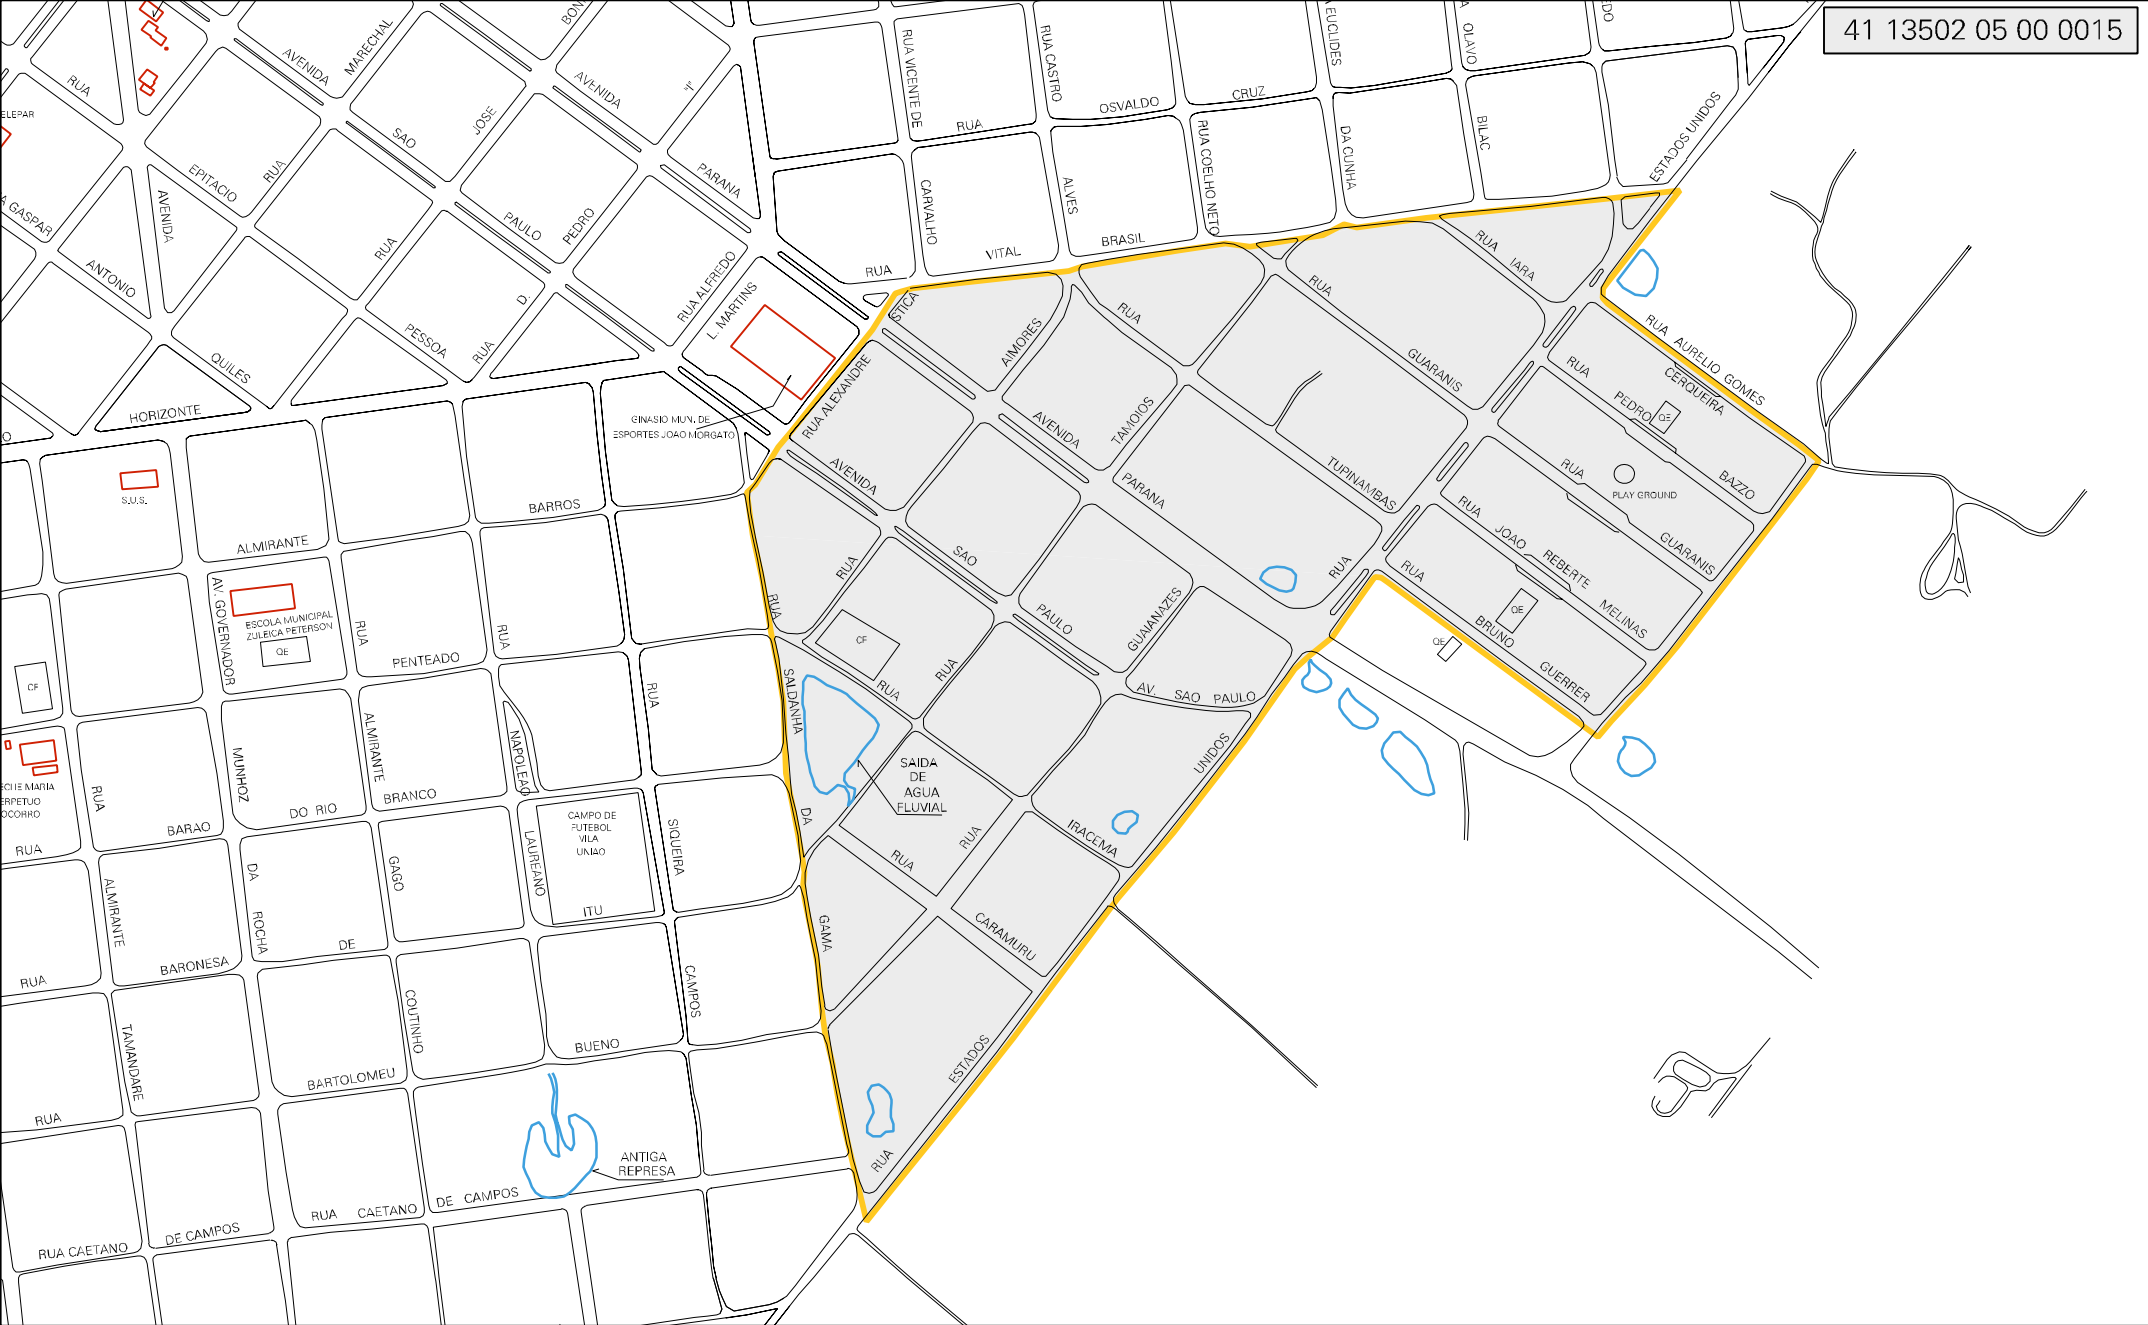 41 13502 05 00 0015
RUA
AVENIDA
MARECHAL
AVENIDA
"I"
RUA VICENTE DE
RUA CASTRO
EUCLIDES
OLAVO
OSVALDO
CRUZ
RUA
ESTADOS UNIDOS
ELEPAR
SAO
JOSE
EPITACIO
RUA
AVENIDA
PARANA
CARVALHO
ALVES
RUA COELHO NETO
DA CUNHA
BILAC
GASPAR
ANTONIO
RUA
PAULO
PEDRO
RUA
VITAL
BRASIL
RUA
IARA
QUILES
PESSOA
RUA
D.
RUA ALFREDO
L. MARTINS
STICA
AIMORES
RUA
RUA
GUARANIS
RUA AURELIO GOMES
HORIZONTE
GINASIO MUN. DE
ESPORTES JOAO MORGATO
RUA ALEXANDRE
AVENIDA
TAMOIOS
RUA
CERQUEIRA
PEDRO
QE
BAZZO
S.U.S.
BARROS
AVENIDA
PARANA
TUPINAMBAS
RUA
PLAY GROUND
GUARANIS
ALMIRANTE
RUA
SAO
RUA
RUA
JOAO
REBERTE
MELINAS
AV. GOVERNADOR
ESCOLA MUNICIPAL
ZULEICA PETERSON
QE
RUA
RUA
RUA
CF
PAULO
GUAIANAZES
RUA
BRUNO
GUERRER
QE
QE
PENTEADO
RUA
SALDANHA
RUA
RUA
AV. SAO PAULO
CF
MUNHOZ
ALMIRANTE
NAPOLEAO
SAIDA
DE
AGUA
FLUVIAL
UNIDOS
RUA
BARAO
DO RIO
BRANCO
DA
RUA
RUA
IRACEMA
RUA
CAMPO DE
FUTEBOL
VILA
UNIAO
ALMIRANTE
DA
ROCHA
GAGO
LAUREANO
SIQUEIRA
ITU
GAMA
CARAMURU
RUA
BARONESA
DE
CAMPOS
TAMANDARE
COUTINHO
BUENO
ESTADOS
RUA
BARTOLOMEU
RUA
ANTIGA
REPRESA
RUA CAETANO
DE CAMPOS
RUA CAETANO
DE CAMPOS